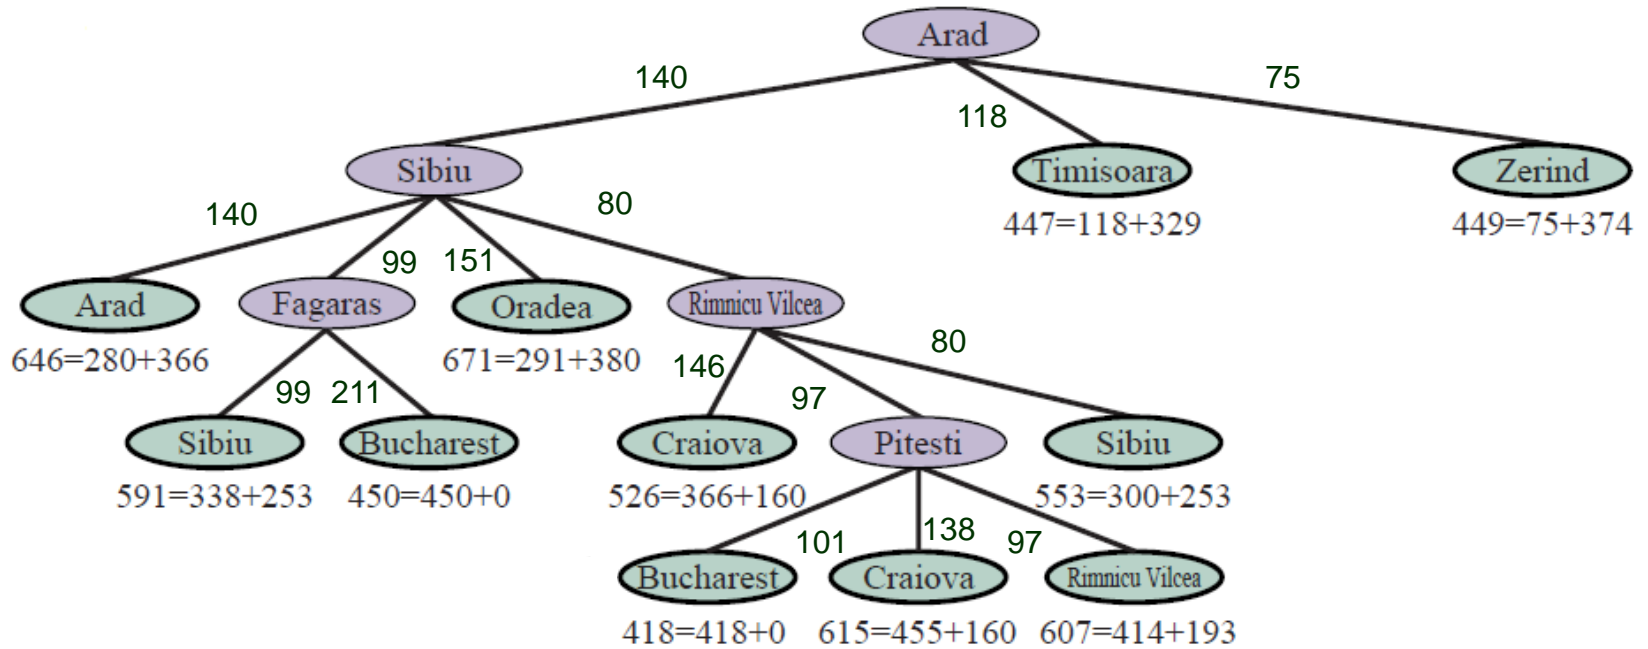 Arad
140
118
75
Sibiu
Timisoara
Zerind
447=118+329
449=75+374
140
99
151
80
Arad
Fagaras
Oradea
Rimnicu Vilcea
646=280+366
671=291+380
99
211
146
97
80
Sibiu
Bucharest
Craiova
Pitesti
Sibiu
591=338+253
450=450+0
526=366+160
553=300+253
101
138
97
Bucharest
Craiova
Rimnicu Vilcea
418=418+0
615=455+160
607=414+193